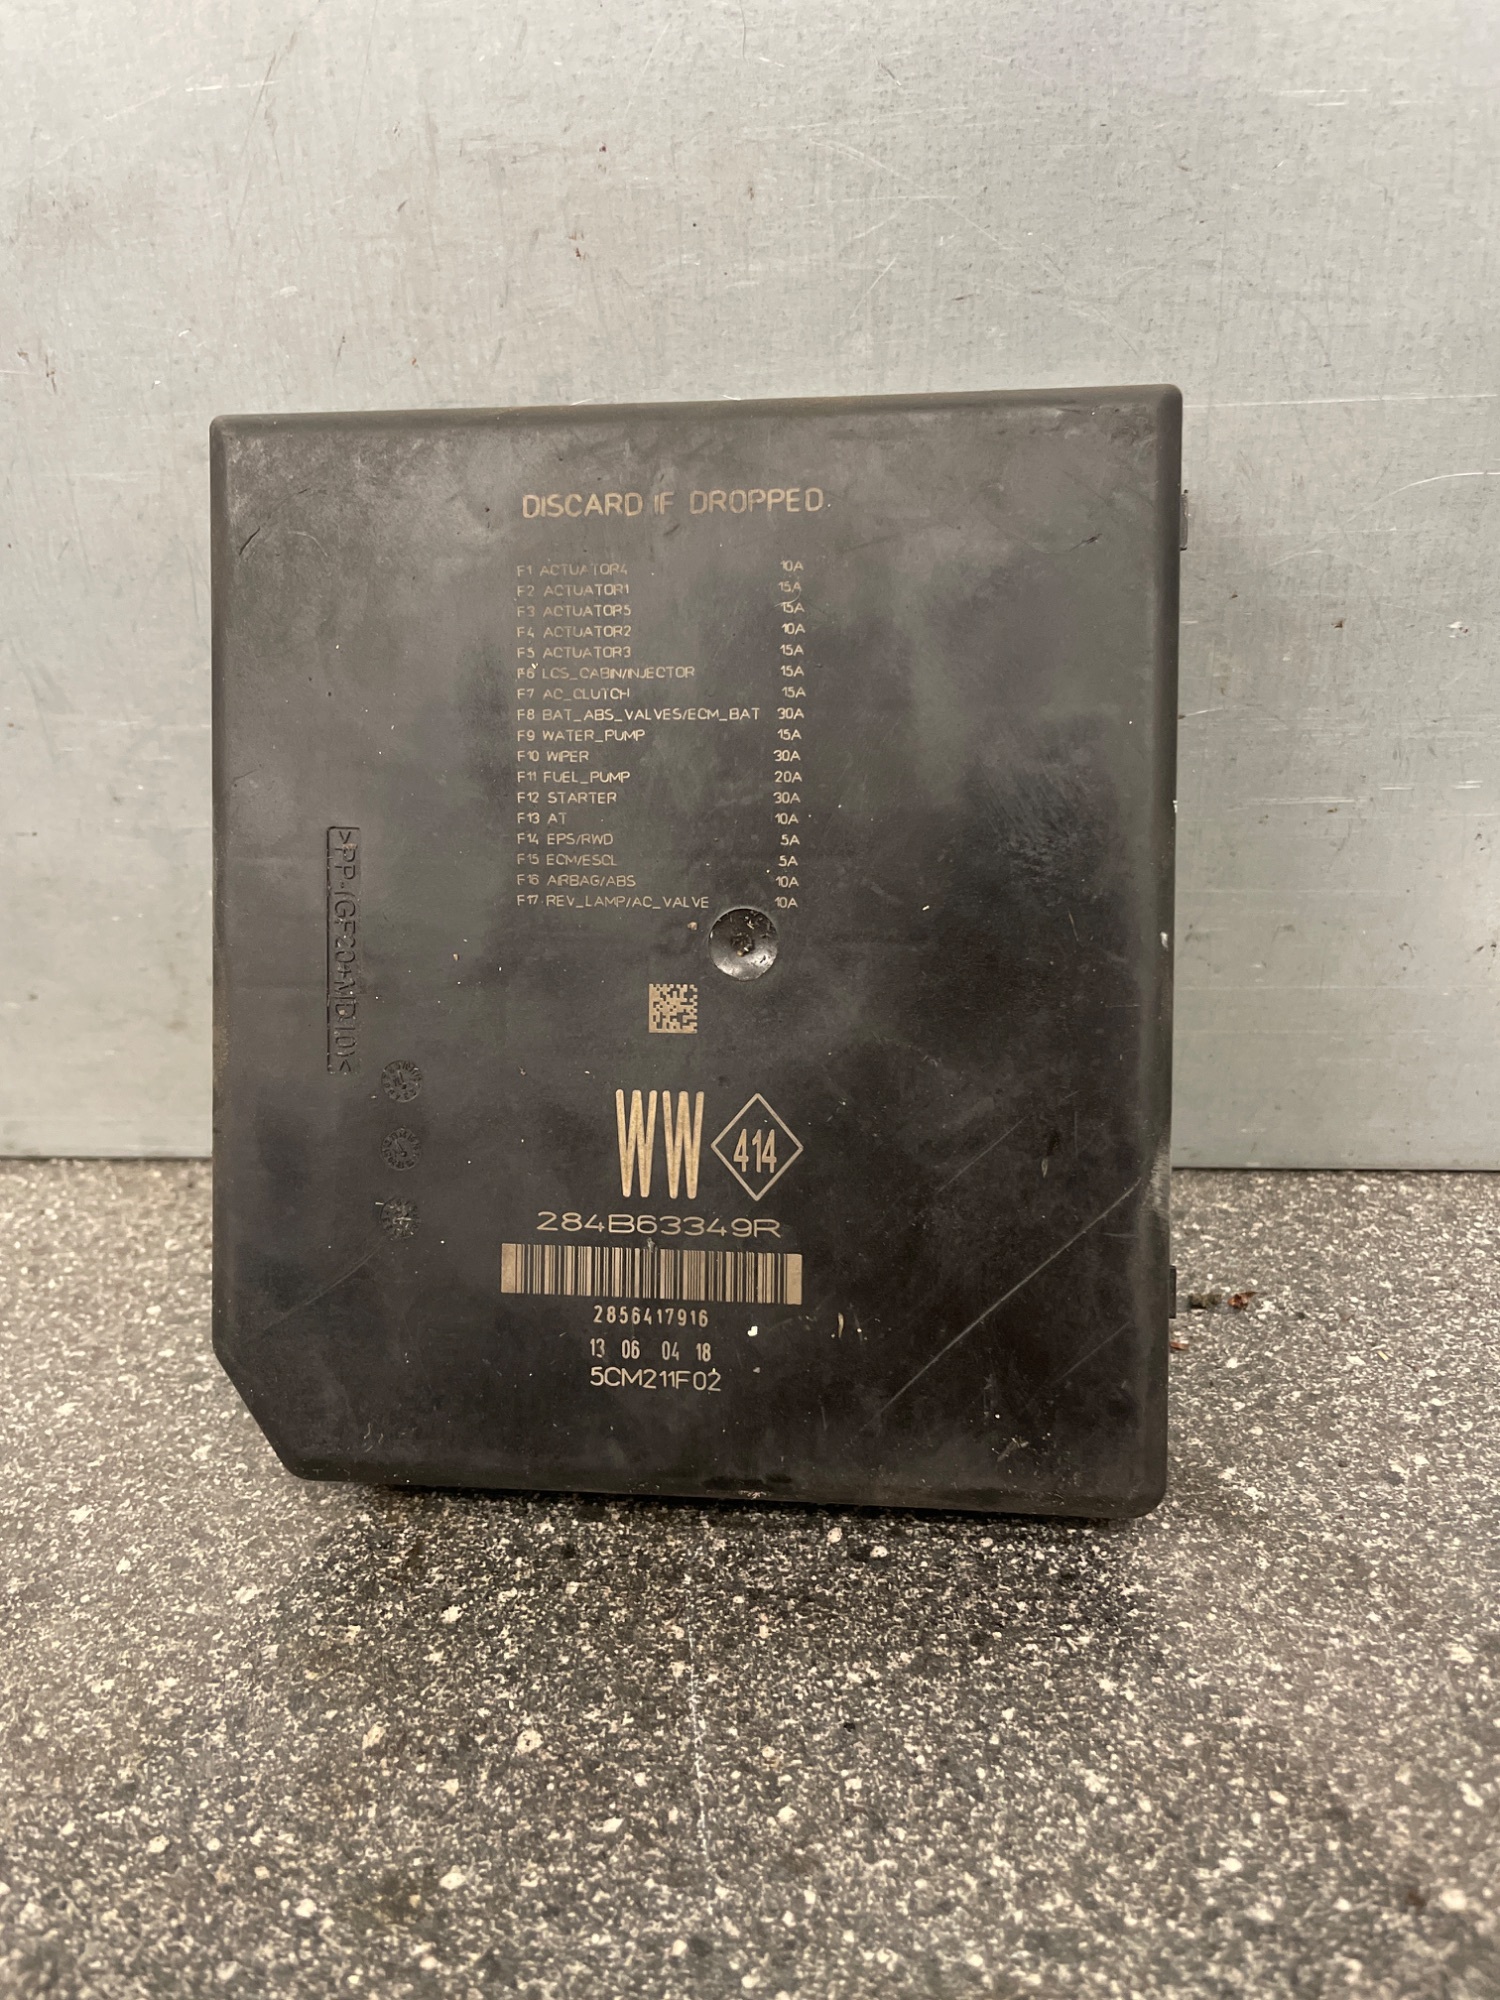 DISCARD IF DROPPED
F1 ACTUATOR4 10A
F2 ACTUATOR1 15A
F3 ACTUATOR5 15A
F4 ACTUATOR2 10A
F5 ACTUATOR3 15A
F6 LCS_CABIN/INJECTOR 15A
F7 AC_CLUTCH 15A
F8 BAT_ABS_VALVES/ECM_BAT 30A
F9 WATER_PUMP 15A
F10 WIPER 30A
F11 FUEL_PUMP 20A
F12 STARTER 30A
F13 AT 10A
F14 EPS/RWD 5A
F15 ECM/ESCL 5A
F16 AIRBAG/ABS 10A
F17 REV_LAMP/AC_VALVE 10A
>PP-(GF20+MD10)<
WW 414
284B63349R
2856417916
13 06 04 18
5CM211F02